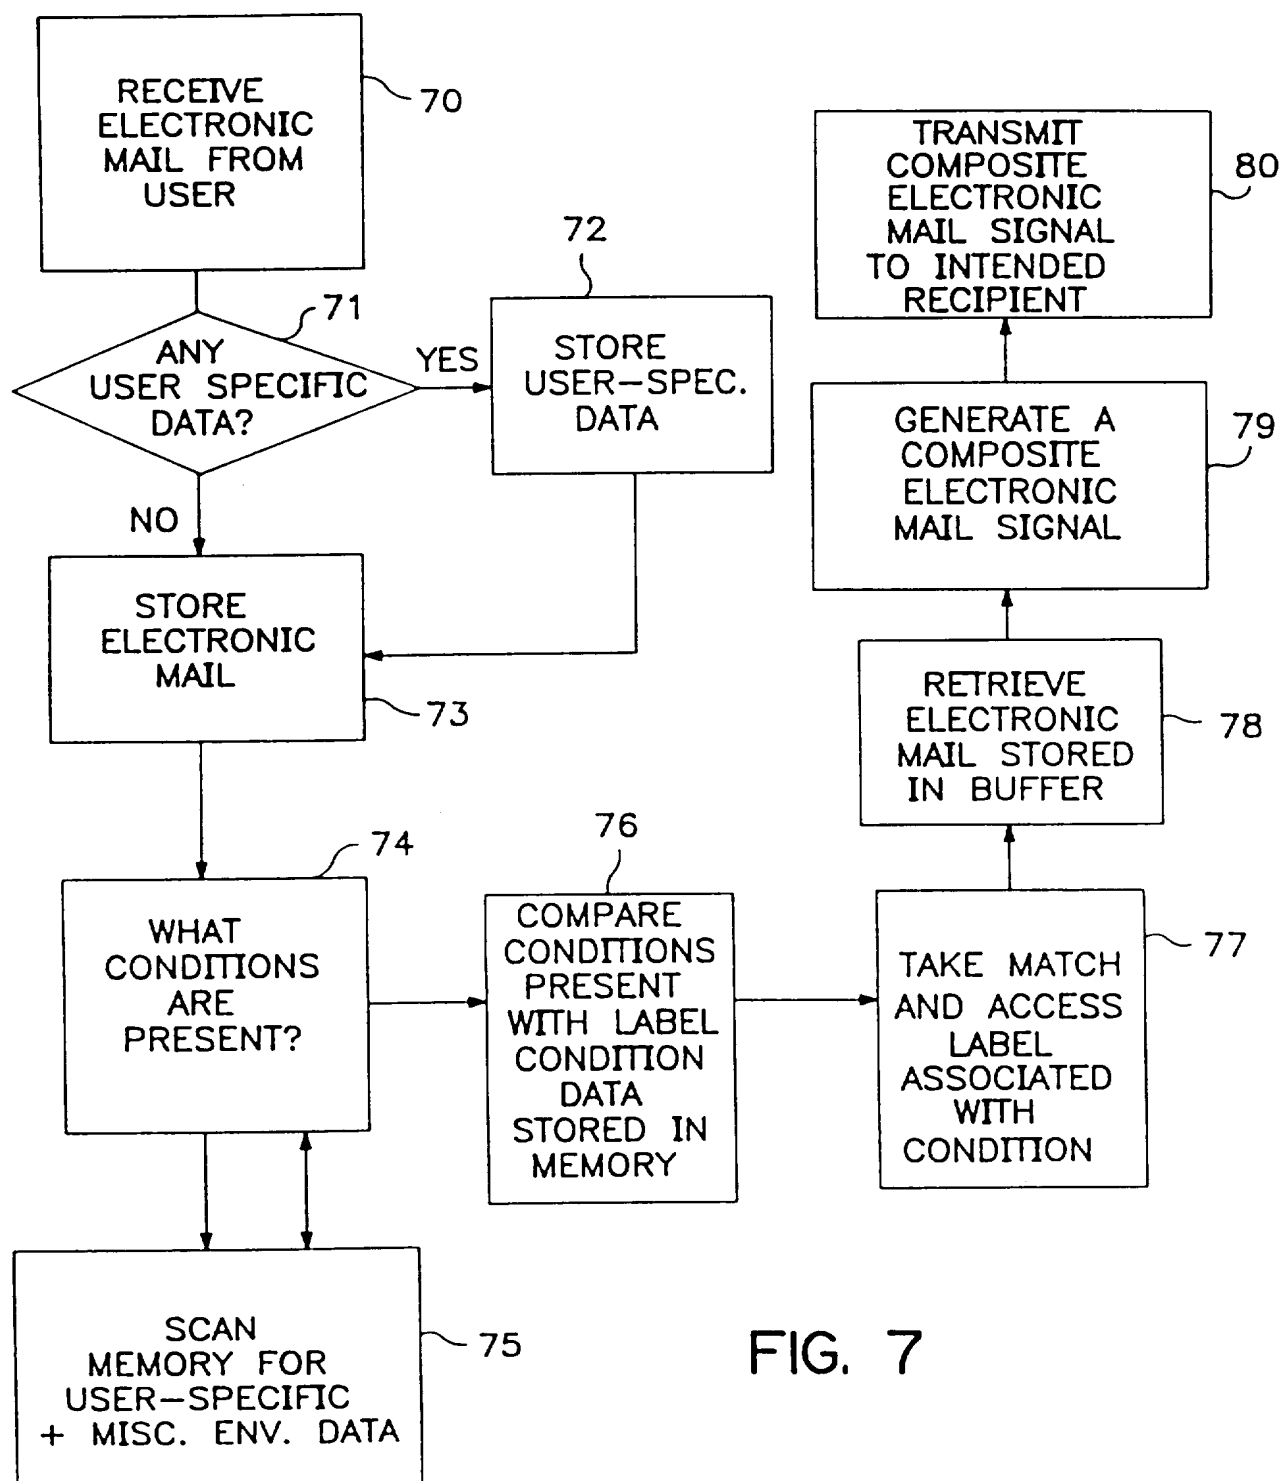 RECEIVE
ELECTRONIC
MAIL FROM
USER
70
71
ANY
USER SPECIFIC
DATA?
YES
NO
72
STORE
USER-SPEC.
DATA
STORE
ELECTRONIC
MAIL
73
74
WHAT
CONDITIONS
ARE
PRESENT?
SCAN
MEMORY FOR
USER-SPECIFIC
+ MISC. ENV. DATA
75
76
COMPARE
CONDITIONS
PRESENT
WITH LABEL
CONDITION
DATA
STORED IN
MEMORY
TAKE MATCH
AND ACCESS
LABEL
ASSOCIATED
WITH
CONDITION
77
RETRIEVE
ELECTRONIC
MAIL STORED
IN BUFFER
78
GENERATE A
COMPOSITE
ELECTRONIC
MAIL SIGNAL
79
TRANSMIT
COMPOSITE
ELECTRONIC
MAIL SIGNAL
TO INTENDED
RECIPIENT
80
FIG. 7